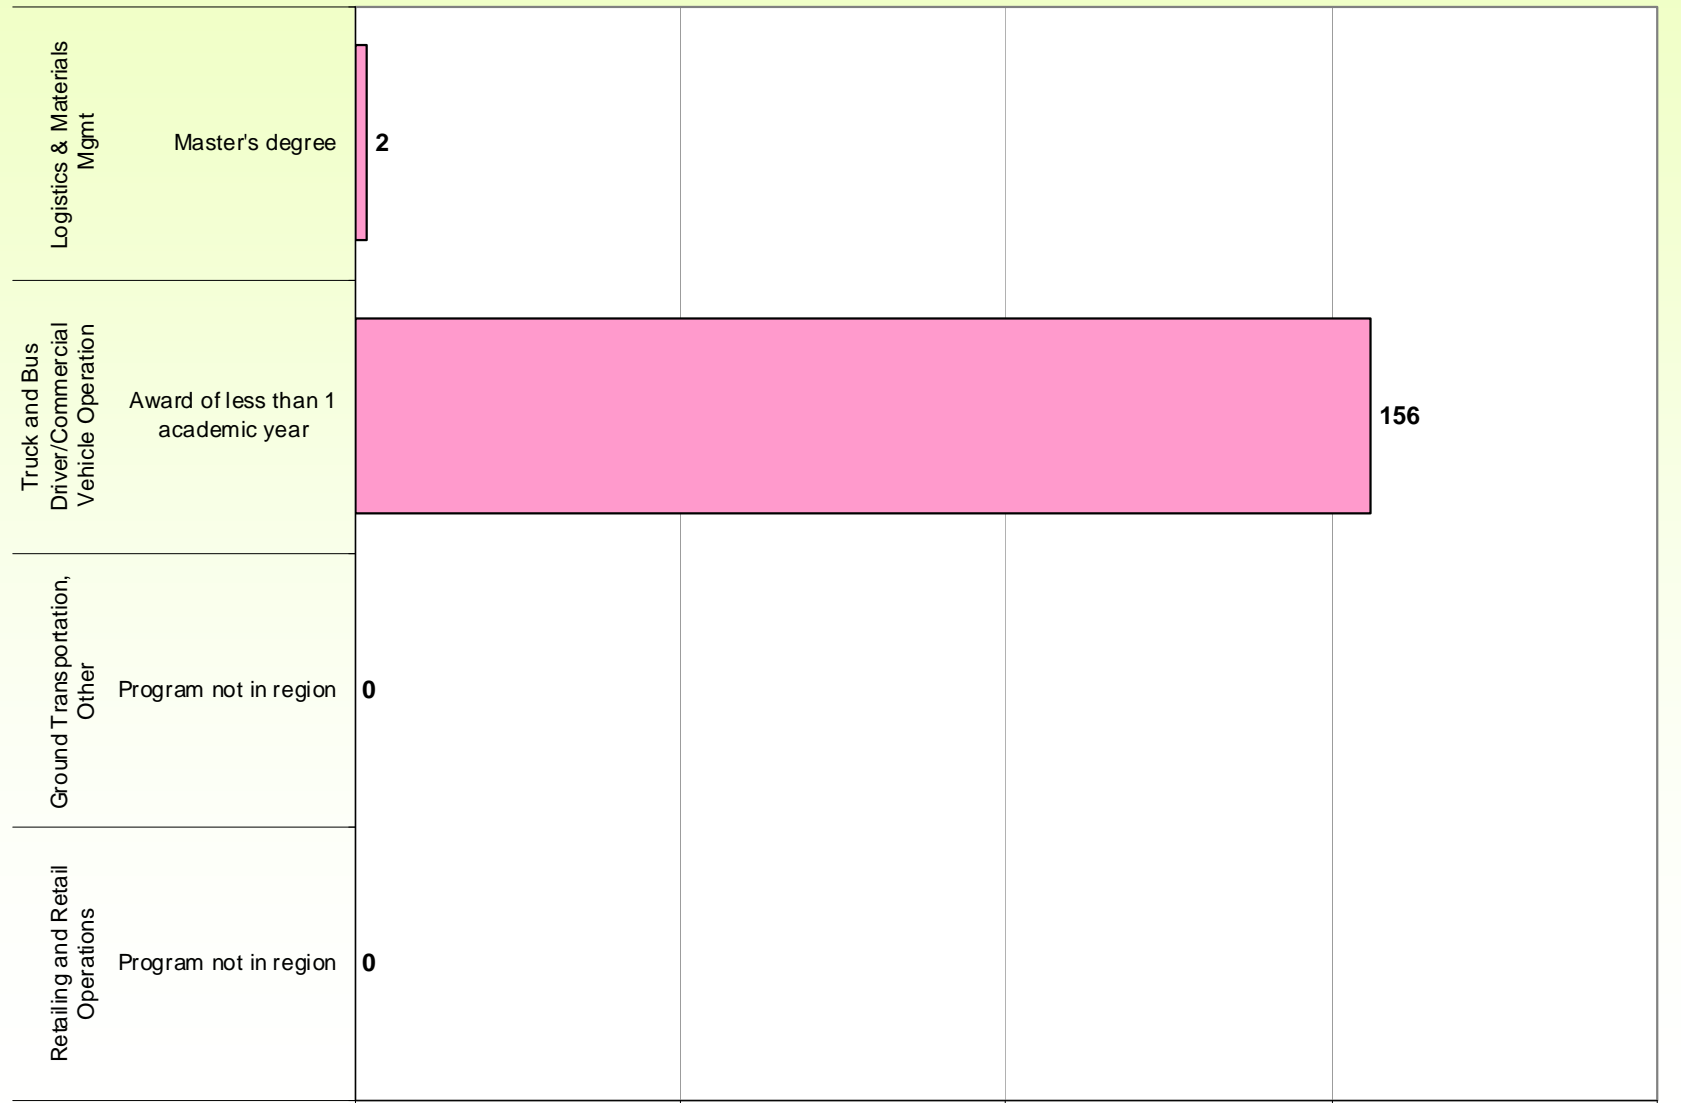 Logistics & Materials
Mgmt
Master's degree
2
Truck and Bus
Driver/Commercial
Vehicle Operation
Award of less than 1
academic year
156
Ground Transportation,
Other
Program not in region
0
Retailing and Retail
Operations
Program not in region
0